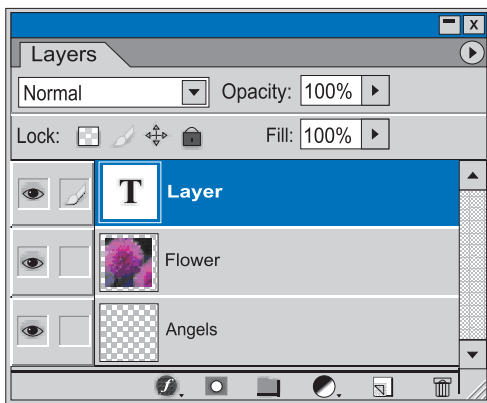 X
Layers
Normal Opacity: 100%
Lock: Fill: 100%
T Layer
Flower
Angels